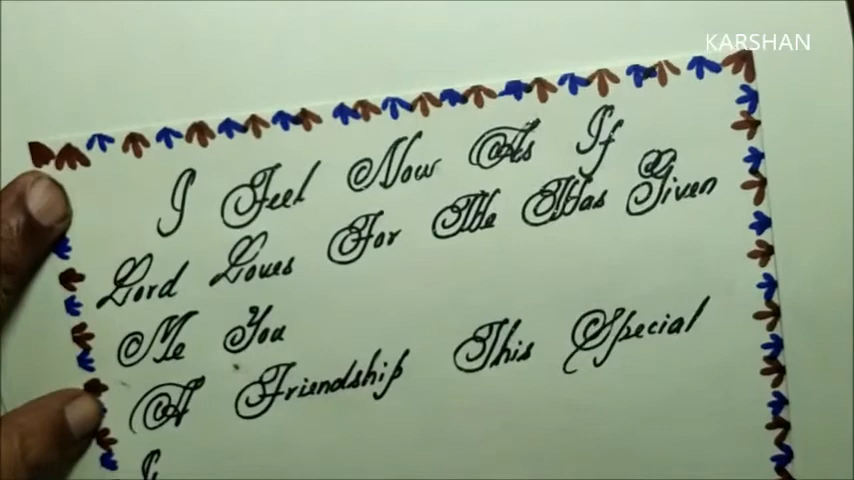 KARSHAN
I Feel Now As If
Lord Loves For He Has Given
Me You
A Friendship This Special